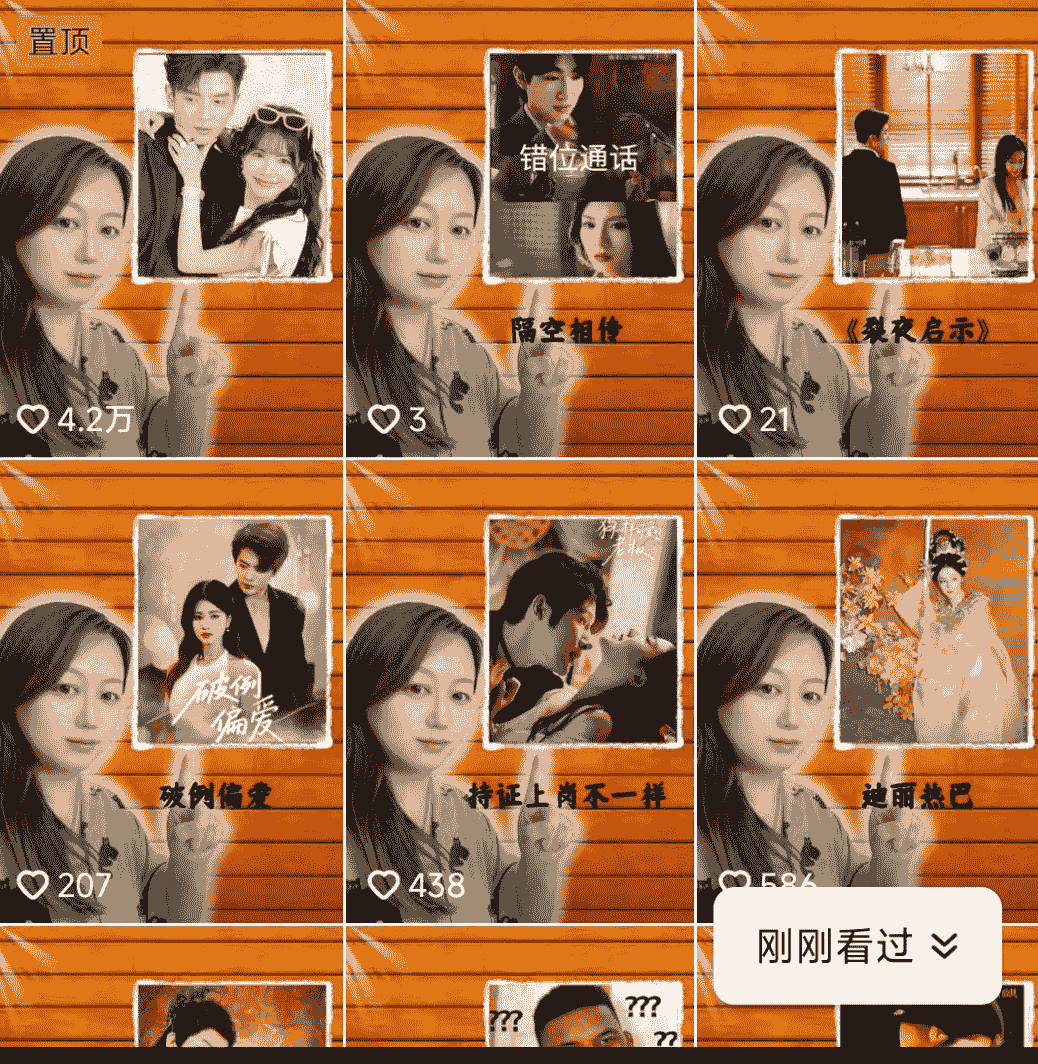 置顶
错位通话
隔空相传
《裂夜启示》
4.2万
3
21
破例
偏爱
破例偏爱
持证上岗不一样
迪丽热巴
207
438
586
刚刚看过
???
???
??